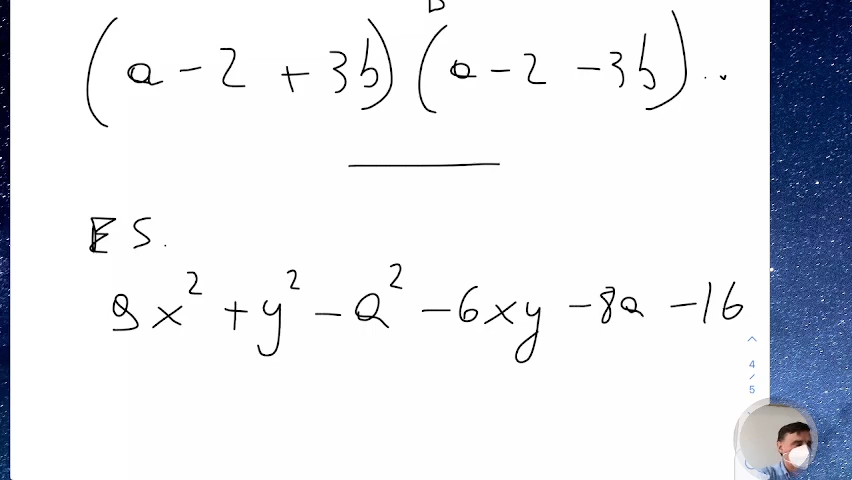 (a - 2 + 3b) (a - 2 - 3b)...
ES.
9x² + y² - a² - 6xy - 8a - 16
4
/
5